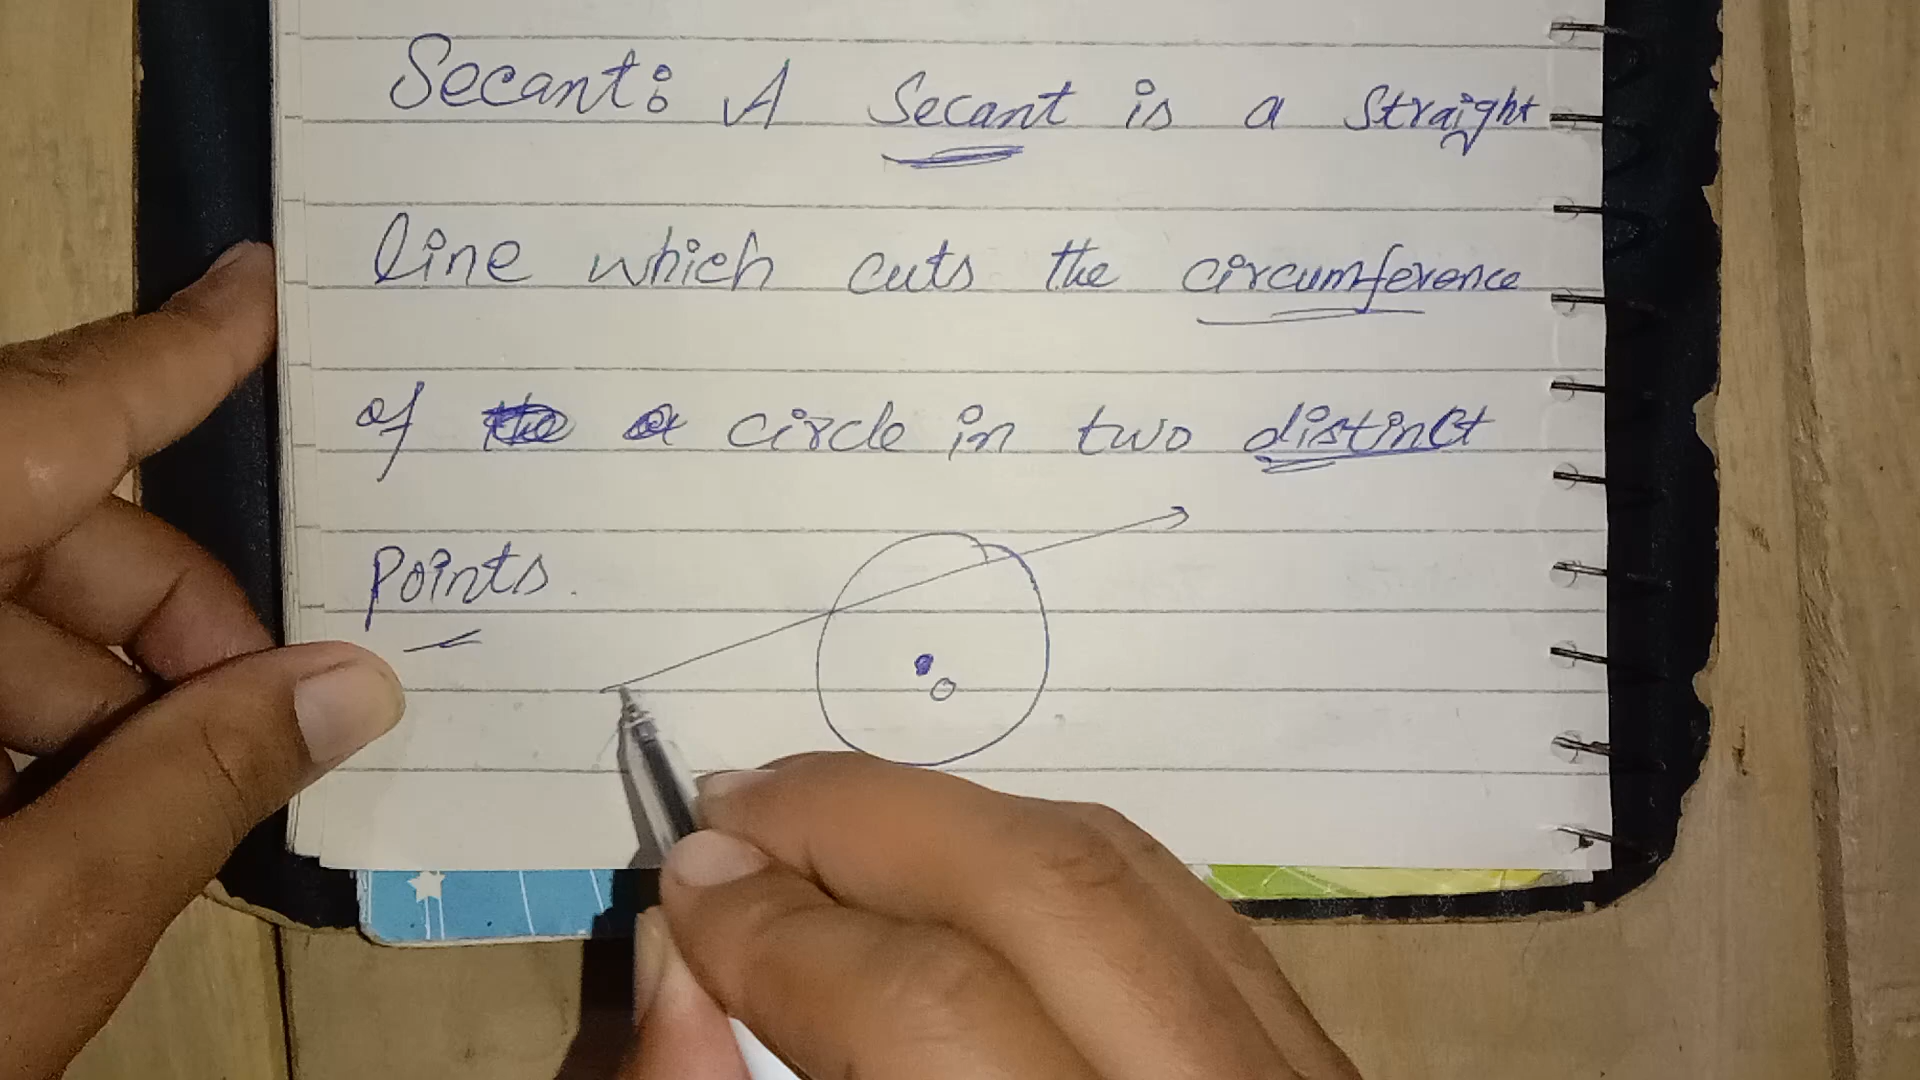 Secant: A Secant is a straight
line which cuts the circumference
of a circle in two distinct
points.
O